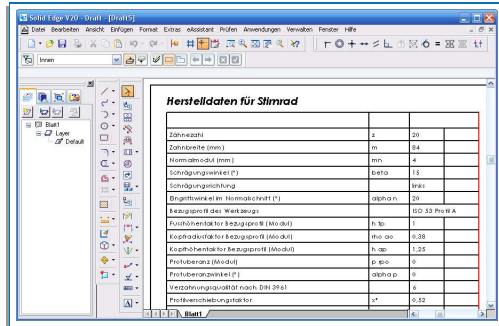 Solid Edge V20 - Draft - [Draft5]
Datei Bearbeiten Ansicht Einfügen Format Extras eAssistant Prüfen Anwendungen Verwalten Fenster Hilfe
Innen
Blatt1
Layer
Default
Herstelldaten für Stirnrad
Zähnezahl z 20
Zahnbreite (mm) m 84
Normalmodul (mm) mn 4
Schrägungswinkel (°) beta 15
Schrägungsrichtung links
Eingriffswinkel im Normalschnitt (°) alpha n 20
Bezugsprofil des Werkzeugs ISO 53 Profil A
Fusshöhenfaktor Bezugsprofil (Modul) h fp 1
Kopfradiusfaktor Bezugsprofil (Modul) rho ao 0,38
Kopfhöhenfaktor Bezugsprofil (Modul) h ap 1,25
Protuberanz (Modul) p rpo 0
Protuberanzwinkel (°) alpha p 0
Verzahnungsqualität nach DIN 3961 6
Profilverschiebungsfaktor x* 0,52
Blatt1